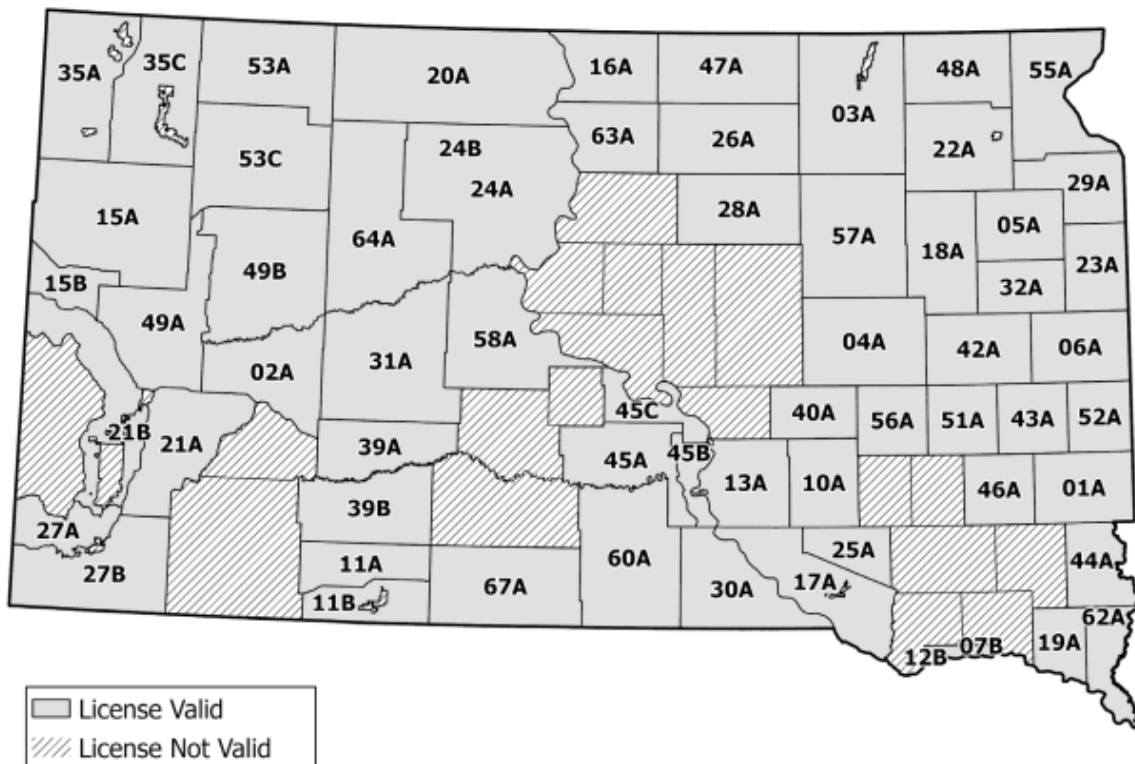 35A
35C
53A
20A
16A
47A
03A
48A
55A
53C
24B
24A
63A
26A
22A
29A
15A
64A
28A
57A
18A
05A
23A
32A
15B
49B
49A
02A
31A
58A
04A
42A
06A
21B
21A
39A
45C
45A
45B
40A
56A
51A
43A
52A
13A
10A
46A
01A
27A
27B
39B
11A
11B
67A
60A
30A
25A
17A
44A
12B
07B
19A
62A
License Valid
License Not Valid